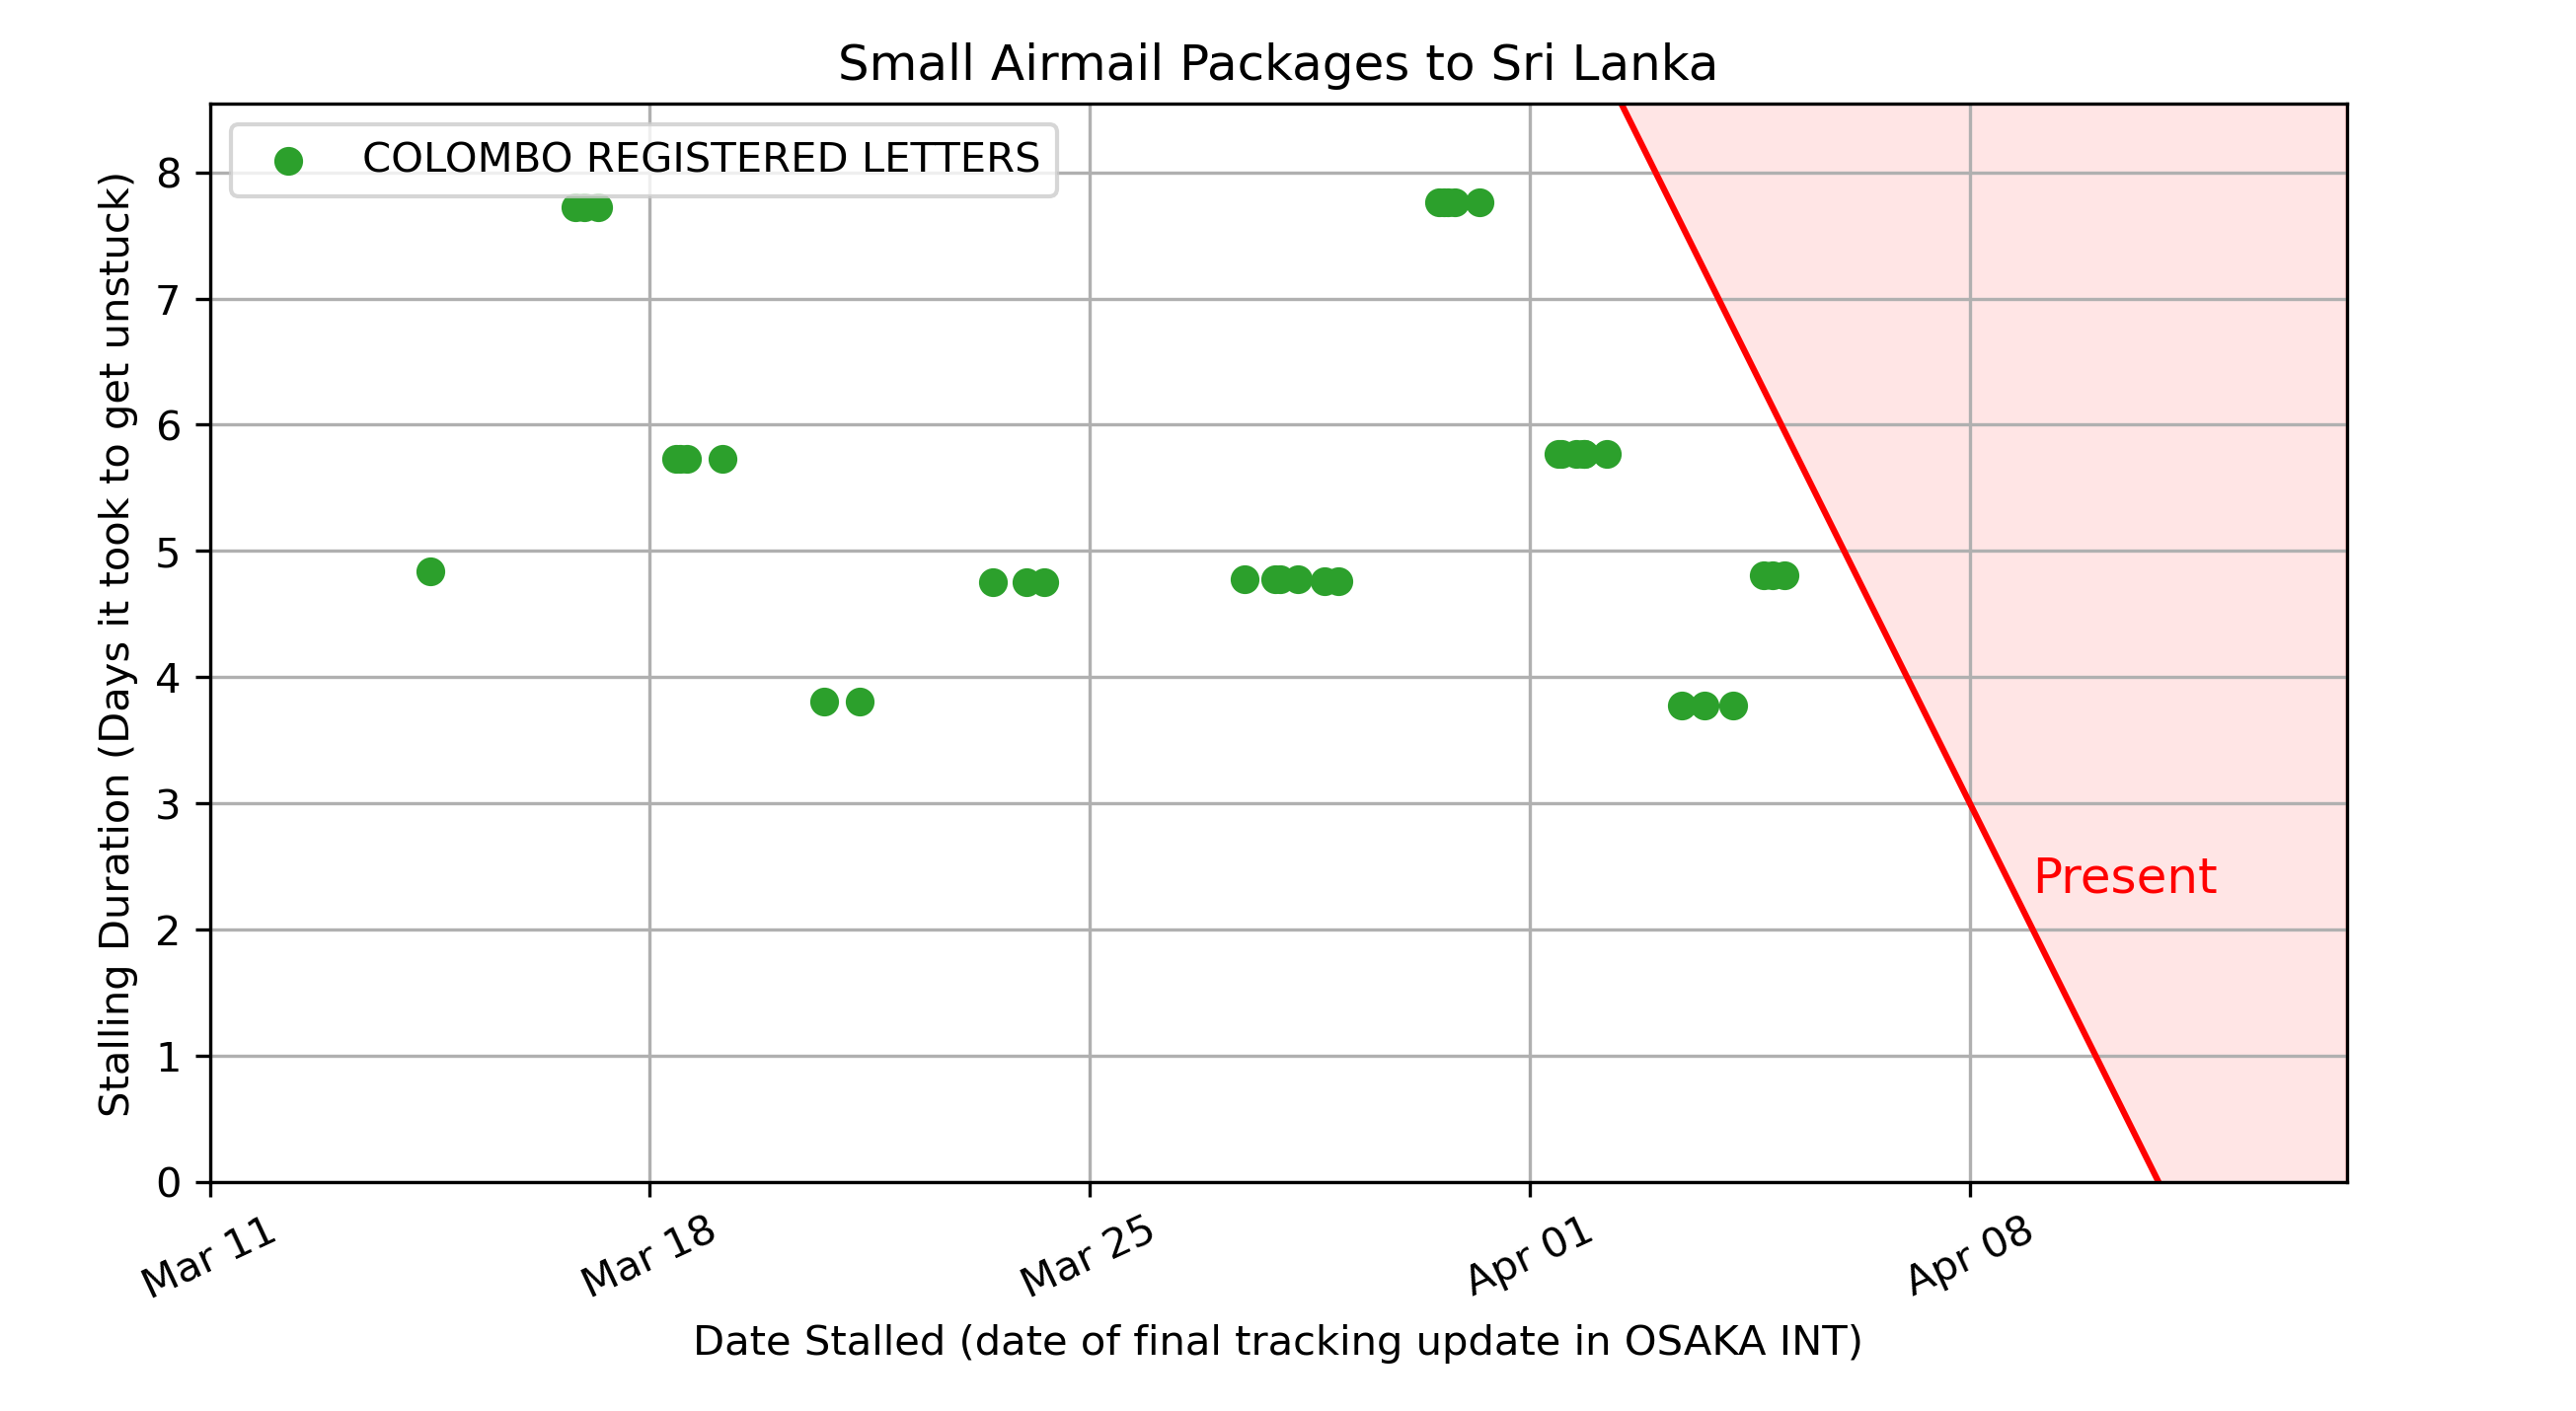 Small Airmail Packages to Sri Lanka
COLOMBO REGISTERED LETTERS
Stalling Duration (Days it took to get unstuck)
8
7
6
5
4
3
2
1
0
Present
Mar 11
Mar 18
Mar 25
Apr 01
Apr 08
Date Stalled (date of final tracking update in OSAKA INT)